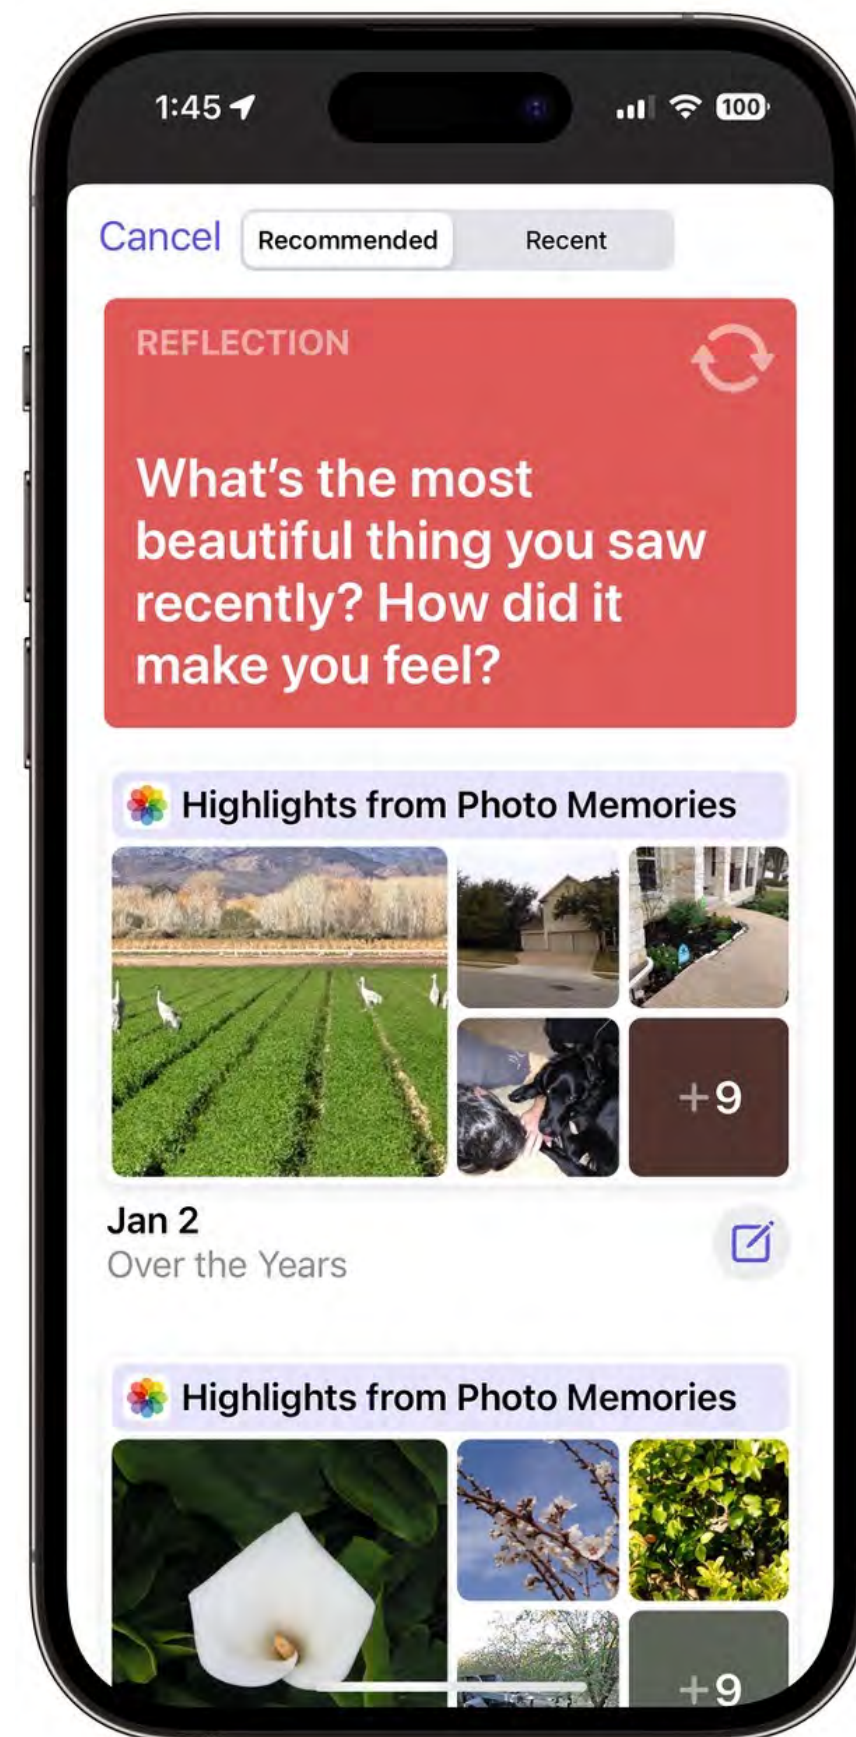 1:45
100
Cancel
Recommended
Recent
REFLECTION
What’s the most
beautiful thing you saw
recently? How did it
make you feel?
Highlights from Photo Memories
+9
Jan 2
Over the Years
Highlights from Photo Memories
+9